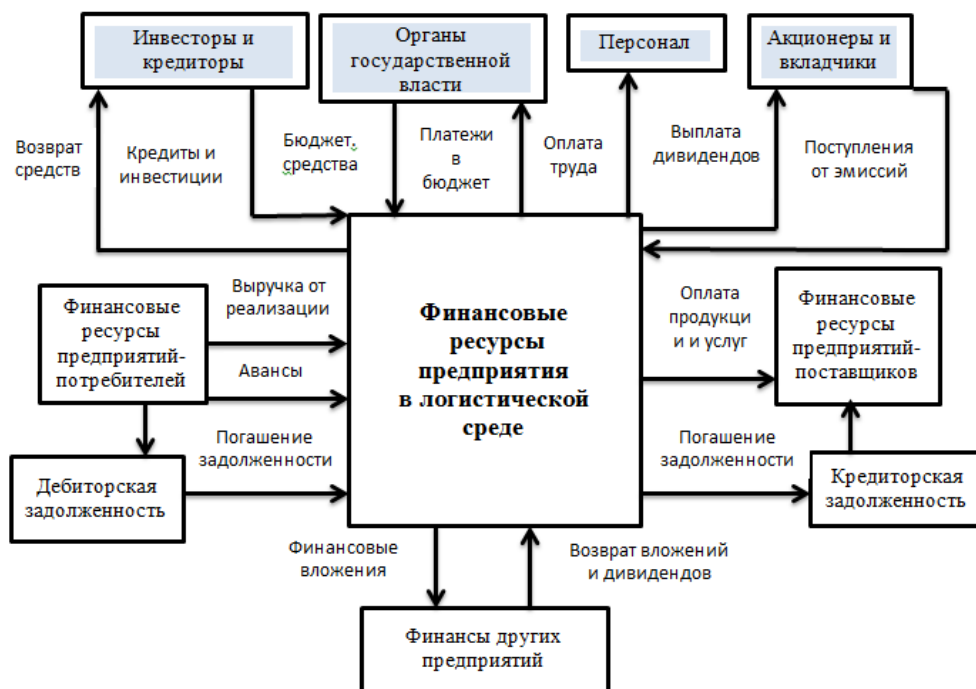 Инвесторы и
кредиторы
Органы
государственной
власти
Персонал
Акционеры и
вкладчики
Возврат
средств
Кредиты и
инвестиции
Бюджет.
средства
Платежи
в
бюджет
Оплата
труда
Выплата
дивидендов
Поступления
от эмиссий
Финансовые
ресурсы
предприятий-
потребителей
Выручка от
реализации
Авансы
Финансовые
ресурсы
предприятия
в логистической
среде
Оплата
продукци
и и услуг
Финансовые
ресурсы
предприятий-
поставщиков
Дебиторская
задолженность
Погашение
задолженности
Погашение
задолженности
Кредиторская
задолженность
Финансовые
вложения
Возврат вложений
и дивидендов
Финансы других
предприятий